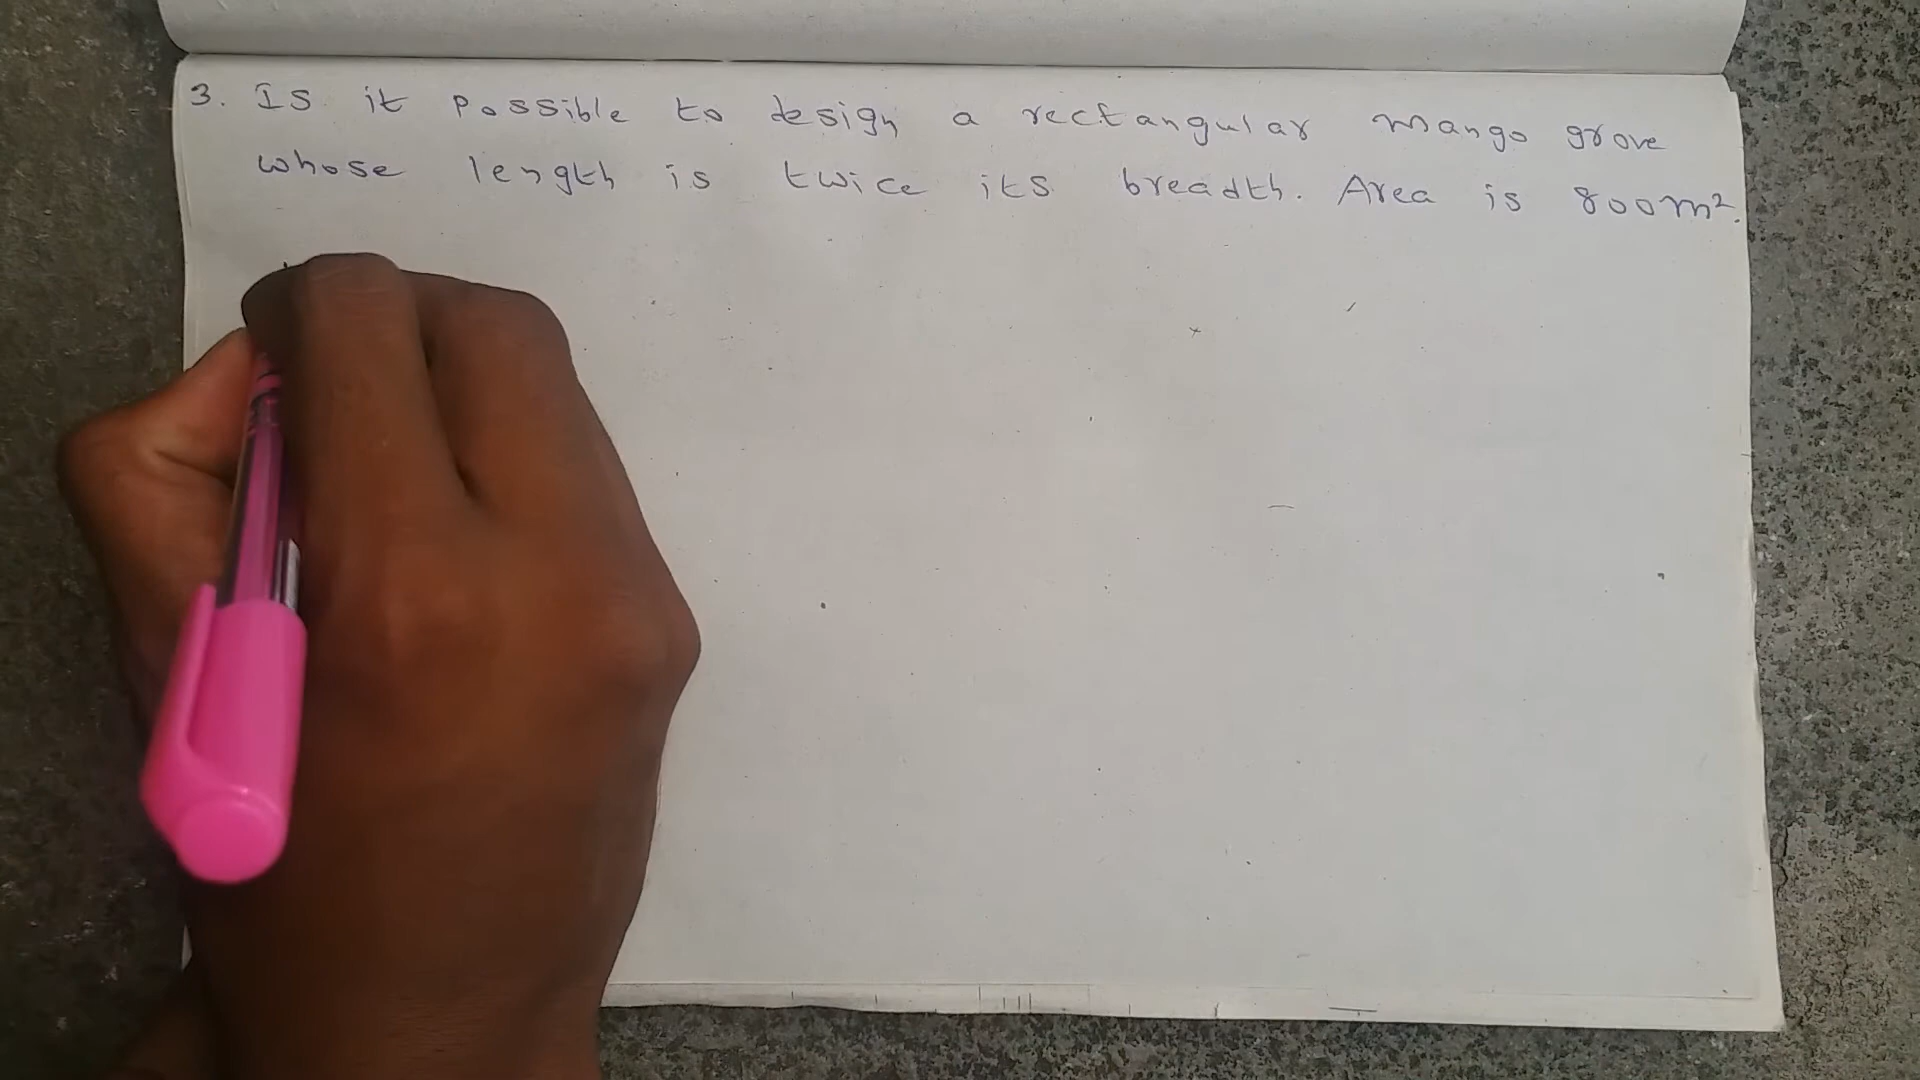 3. Is it possible to design a rectangular mango grove
whose length is twice its breadth. Area is 800m².